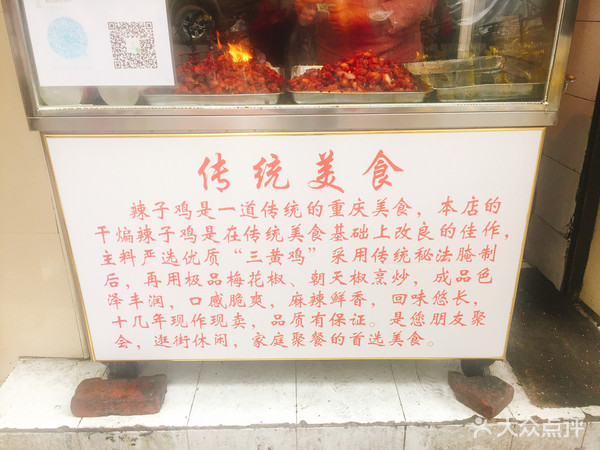 传统美食
辣子鸡是一道传统的重庆美食，本店的
干煸辣子鸡是在传统美食基础上改良的佳作，
主料严选优质“三黄鸡”采用传统秘法腌制
后，再用极品梅花椒、朝天椒烹炒，成品色
泽丰润，口感脆爽，麻辣鲜香，回味悠长，
十几年现作现卖，品质有保证。是您朋友聚
会，逛街休闲，家庭聚餐的首选美食。
大众点评